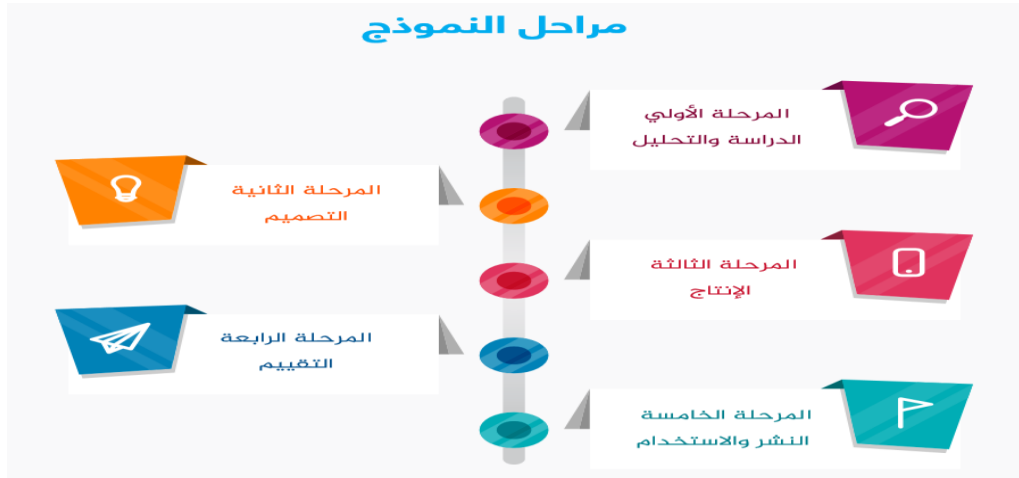 مراحل النموذج
المرحلة الأولي
الدراسة والتحليل
المرحلة الثانية
التصميم
المرحلة الثالثة
الإنتاج
المرحلة الرابعة
التقييم
المرحلة الخامسة
النشر والاستخدام